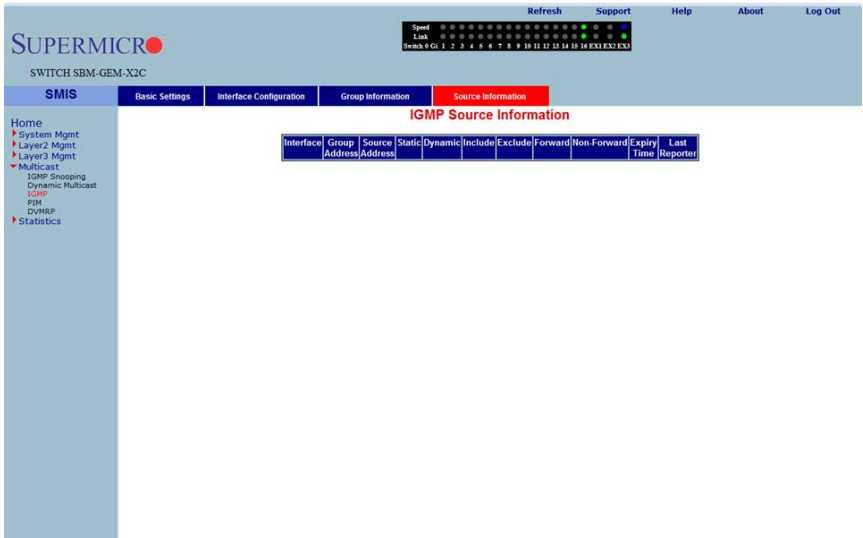 Refresh Support Help About Log Out
Speed
Link
Switch 0 Gi 1 2 3 4 5 6 7 8 9 10 11 12 13 14 15 16 EX1 EX2 EX3
SUPERMICRO
SWITCH SBM-GEM-X2C
SMIS Basic Settings Interface Configuration Group Information Source Information
IGMP Source Information
Home
System Mgmt
Layer2 Mgmt
Layer3 Mgmt
Multicast
IGMP Snooping
Dynamic Multicast
IGMP
PIM
DVMRP
Statistics
Interface Group Address Source Address Static Dynamic Include Exclude Forward Non-Forward Expiry Time Last Reporter